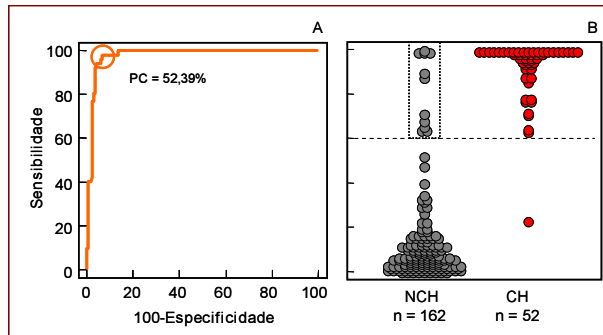 A
B
100
80
60
40
20
0
Sensibilidade
PC = 52,39%
0 20 40 60 80 100
100-Especificidade
NCH CH
n = 162 n = 52